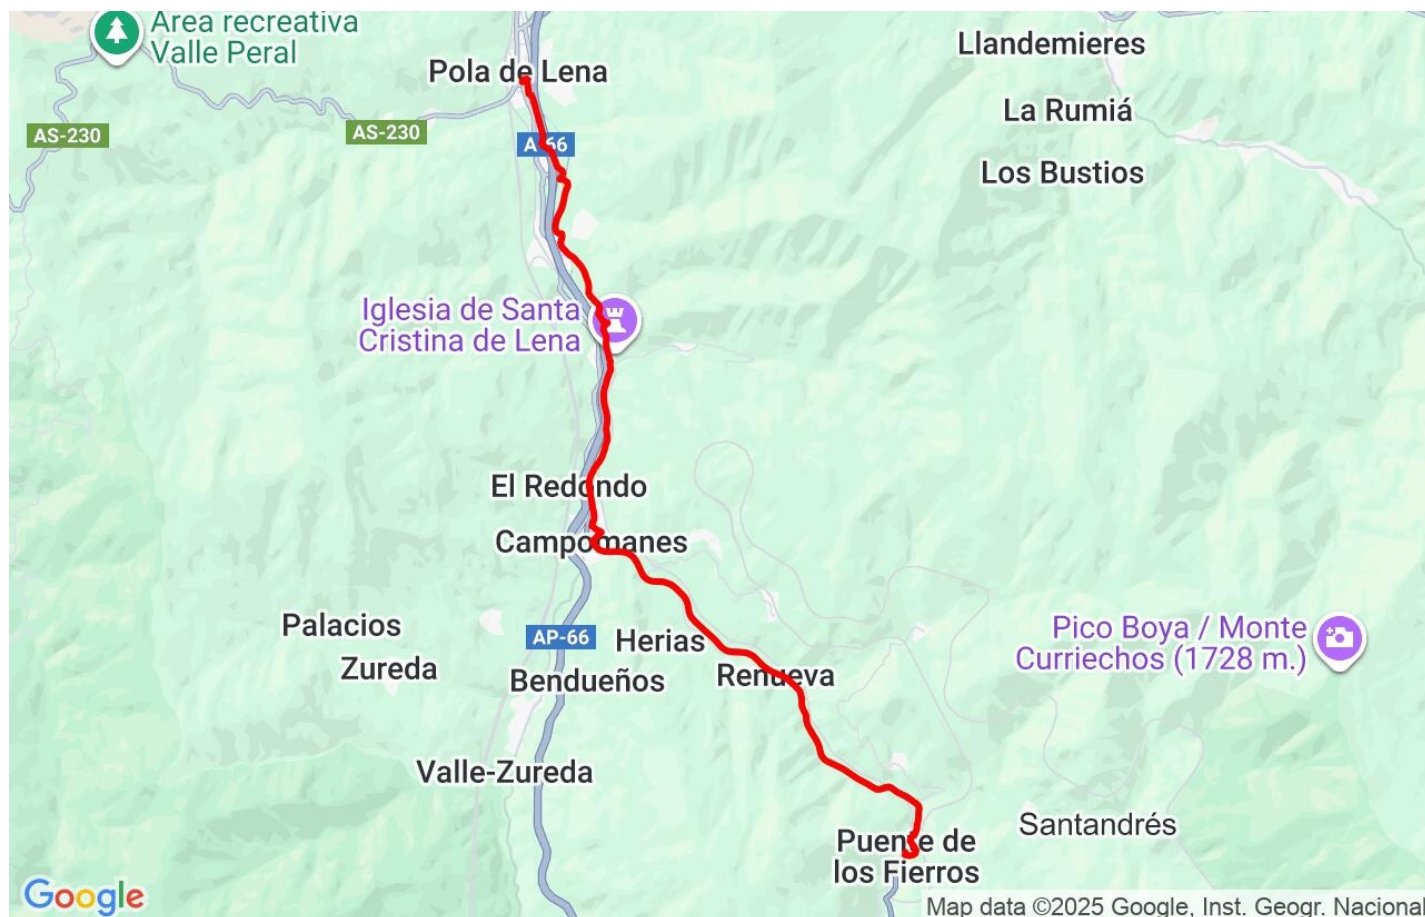 Área recreativa
Valle Peral
Llandemieres
Pola de Lena
La Rumiá
AS-230
AS-230
A-66
Los Bustios
Iglesia de Santa
Cristina de Lena
El Redondo
Campomanes
Palacios
AP-66
Herias
Pico Boya / Monte
Curriechos (1728 m.)
Zureda
Bendueños
Renueva
Valle-Zureda
Santandrés
Puente de
los Fierros
Google
Map data ©2025 Google, Inst. Geogr. Nacional